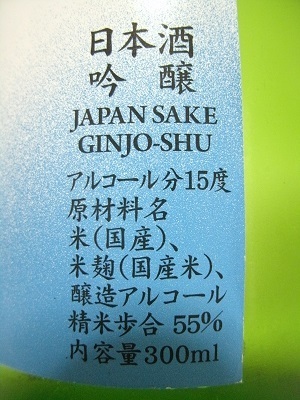 日本酒
吟醸
JAPAN SAKE
GINJO-SHU
アルコール分15度
原材料名
米(国産)、
米麹(国産米)、
醸造アルコール
精米歩合 55%
内容量300ml